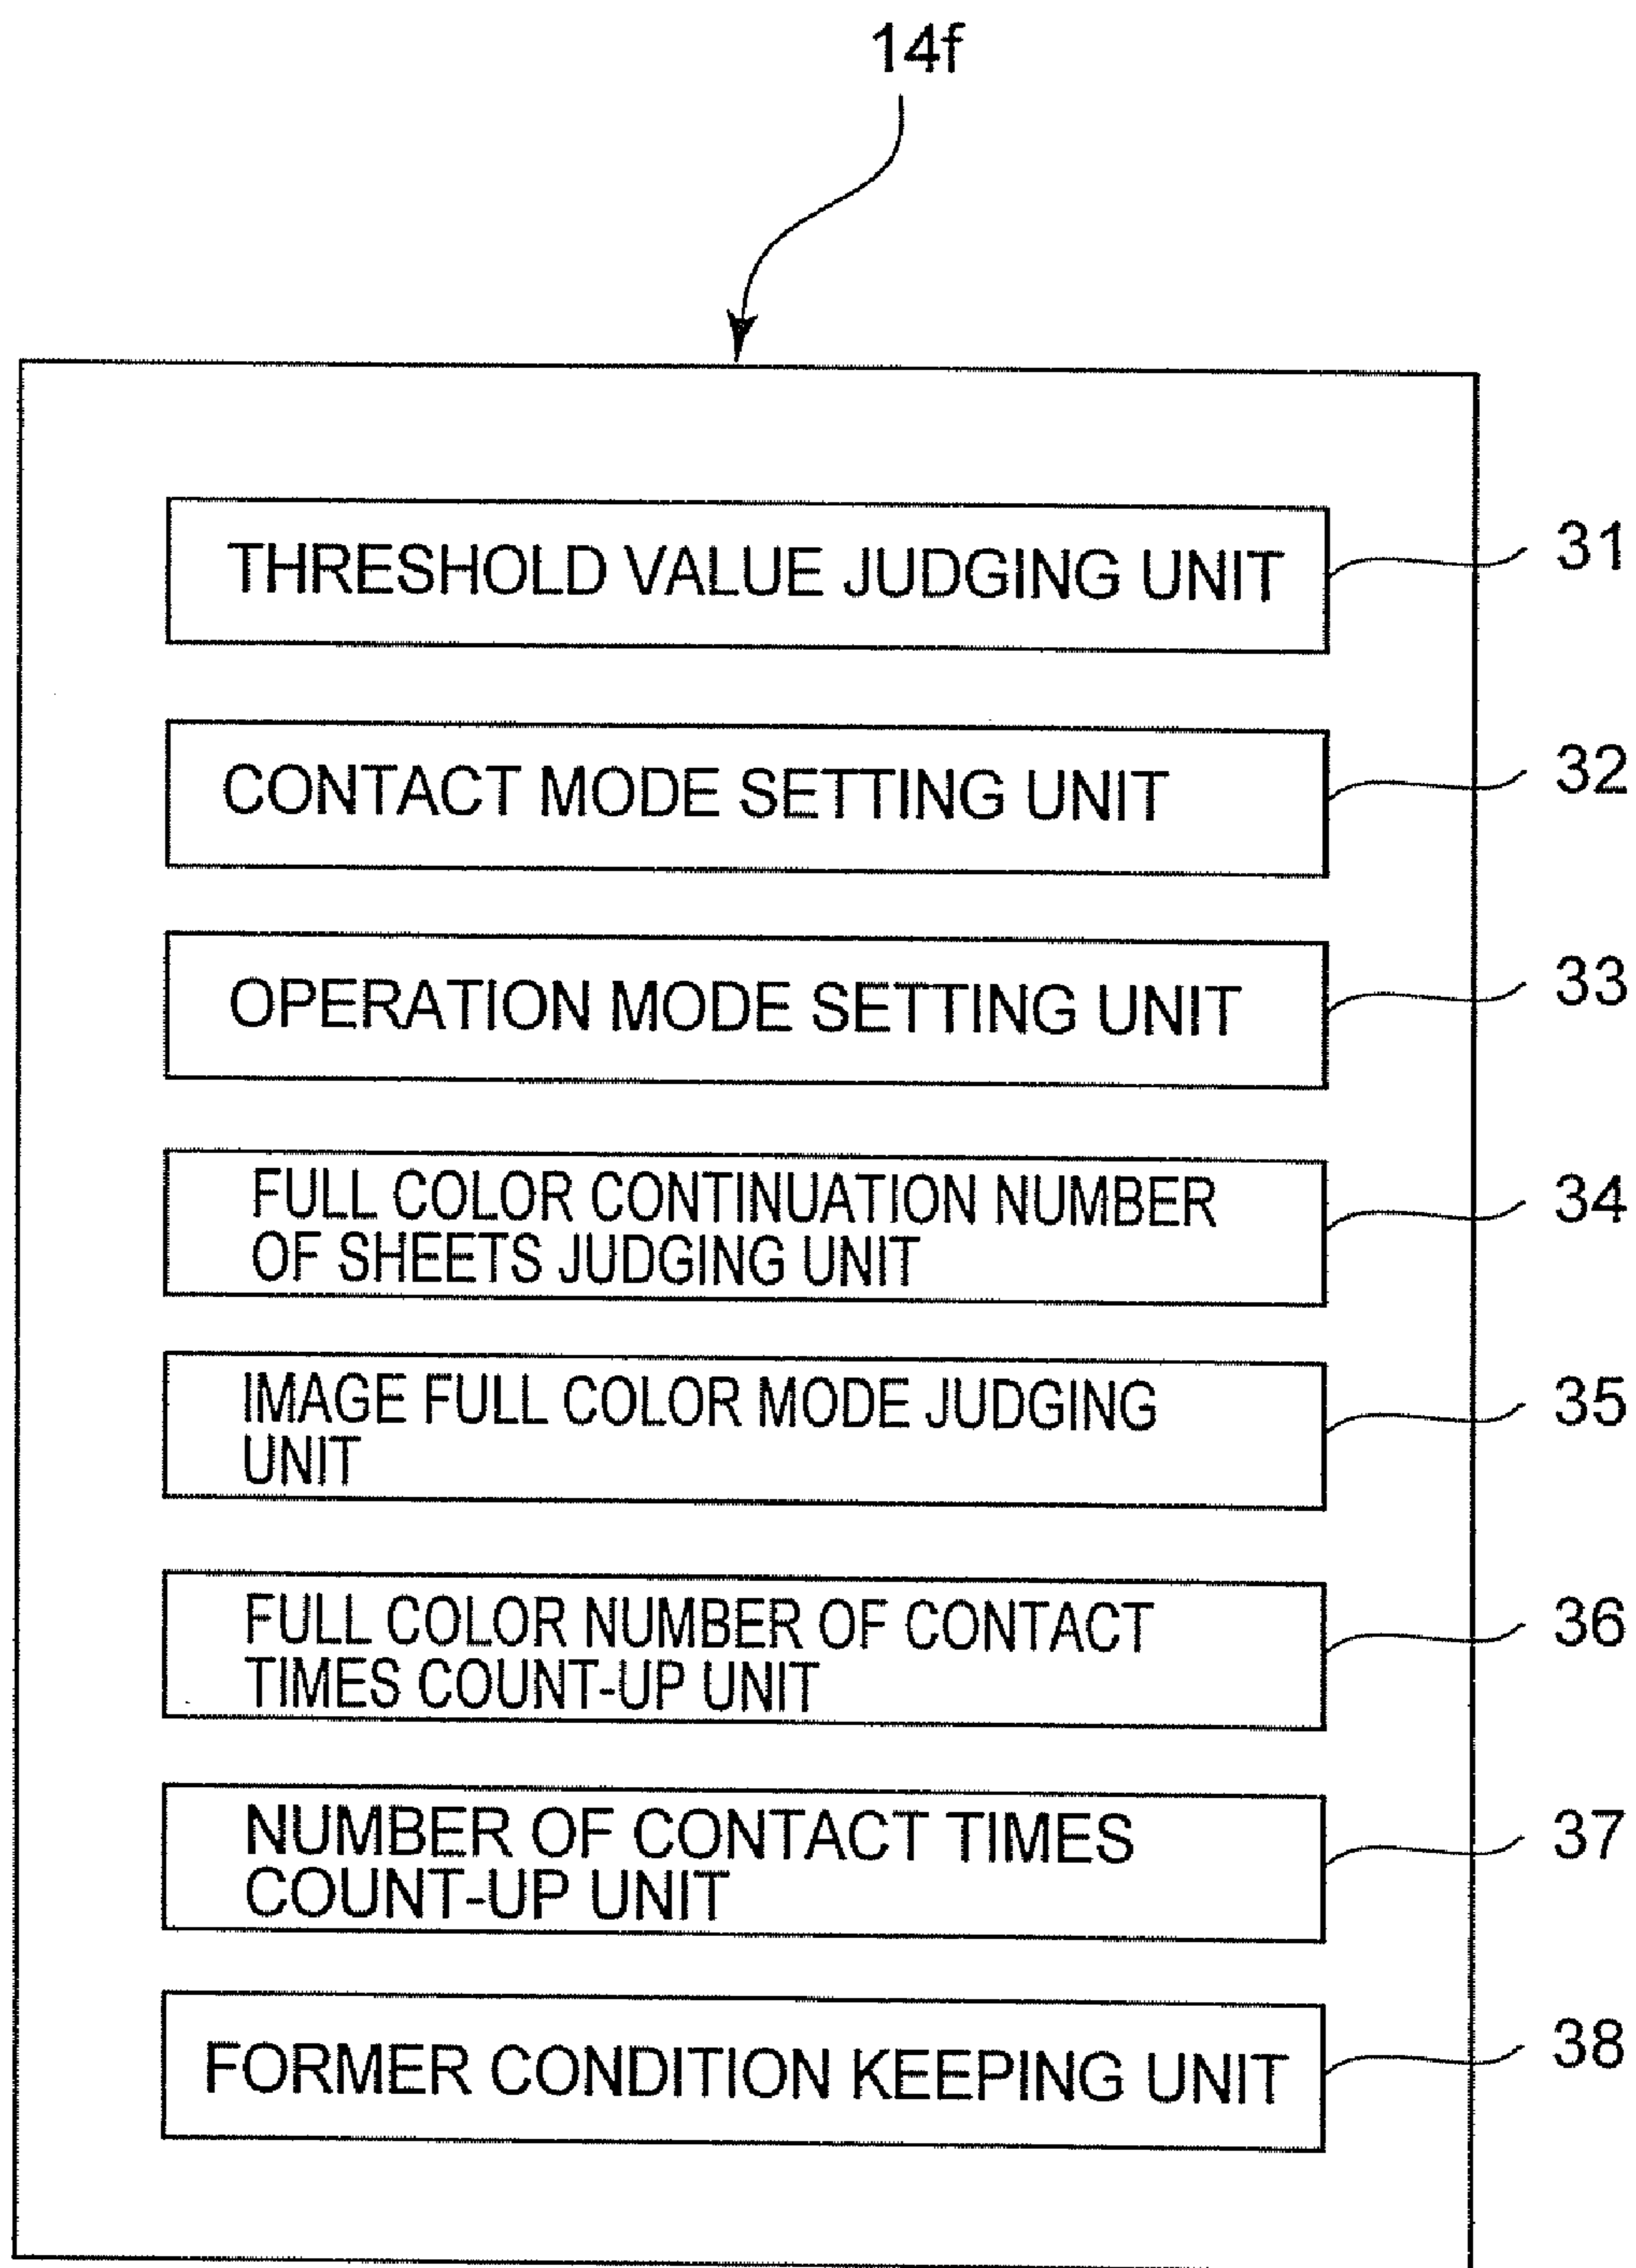 14f
THRESHOLD VALUE JUDGING UNIT
31
CONTACT MODE SETTING UNIT
32
OPERATION MODE SETTING UNIT
33
FULL COLOR CONTINUATION NUMBER
OF SHEETS JUDGING UNIT
34
IMAGE FULL COLOR MODE JUDGING
UNIT
35
FULL COLOR NUMBER OF CONTACT
TIMES COUNT-UP UNIT
36
NUMBER OF CONTACT TIMES
COUNT-UP UNIT
37
FORMER CONDITION KEEPING UNIT
38